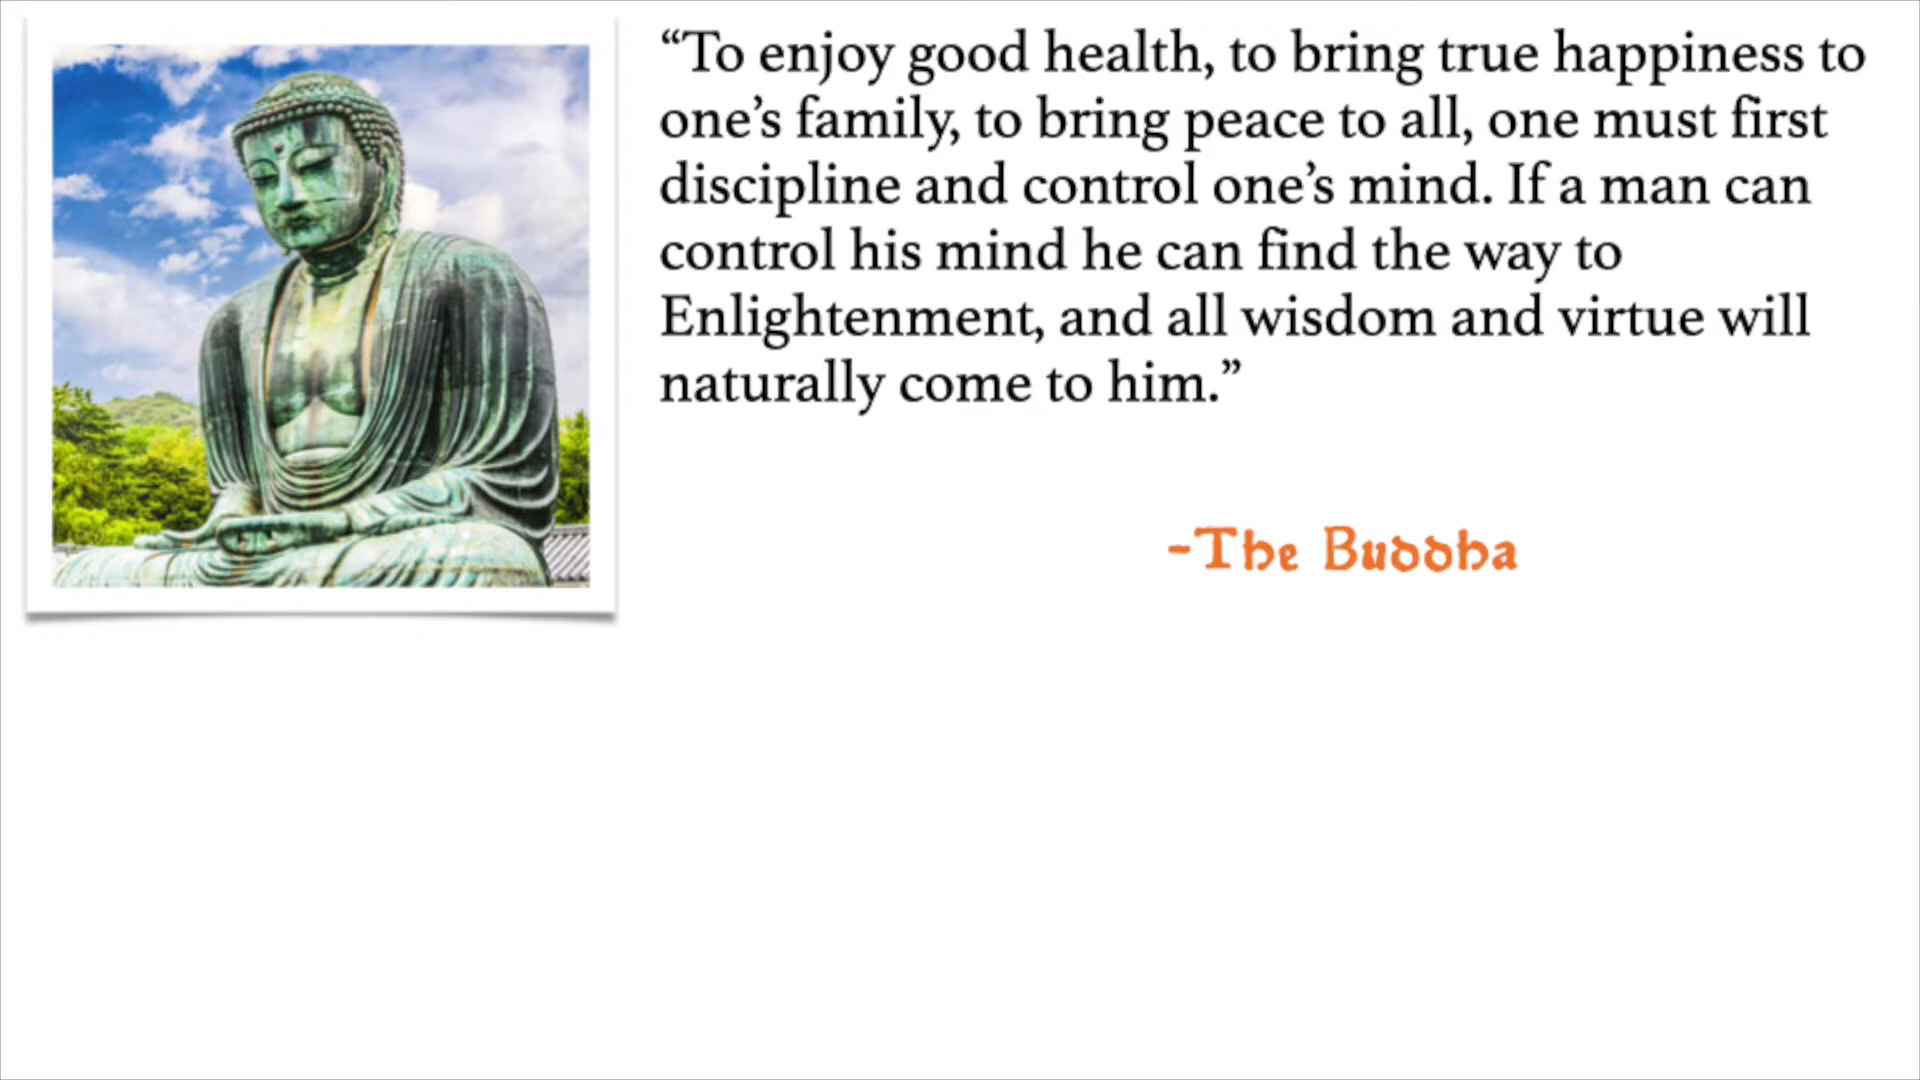 “To enjoy good health, to bring true happiness to
one’s family, to bring peace to all, one must first
discipline and control one’s mind. If a man can
control his mind he can find the way to
Enlightenment, and all wisdom and virtue will
naturally come to him.”
-The Buddha